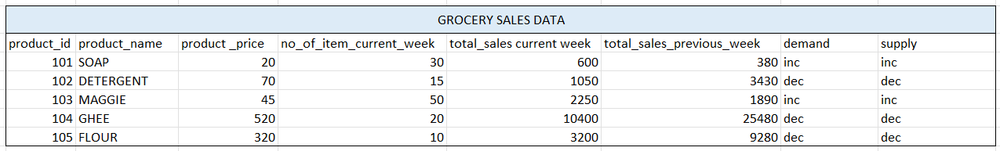 GROCERY SALES DATA
product_id product_name product _price no_of_item_current_week total_sales current week total_sales_previous_week demand supply
101 SOAP 20 30 600 380 inc inc
102 DETERGENT 70 15 1050 3430 dec dec
103 MAGGIE 45 50 2250 1890 inc inc
104 GHEE 520 20 10400 25480 dec dec
105 FLOUR 320 10 3200 9280 dec dec